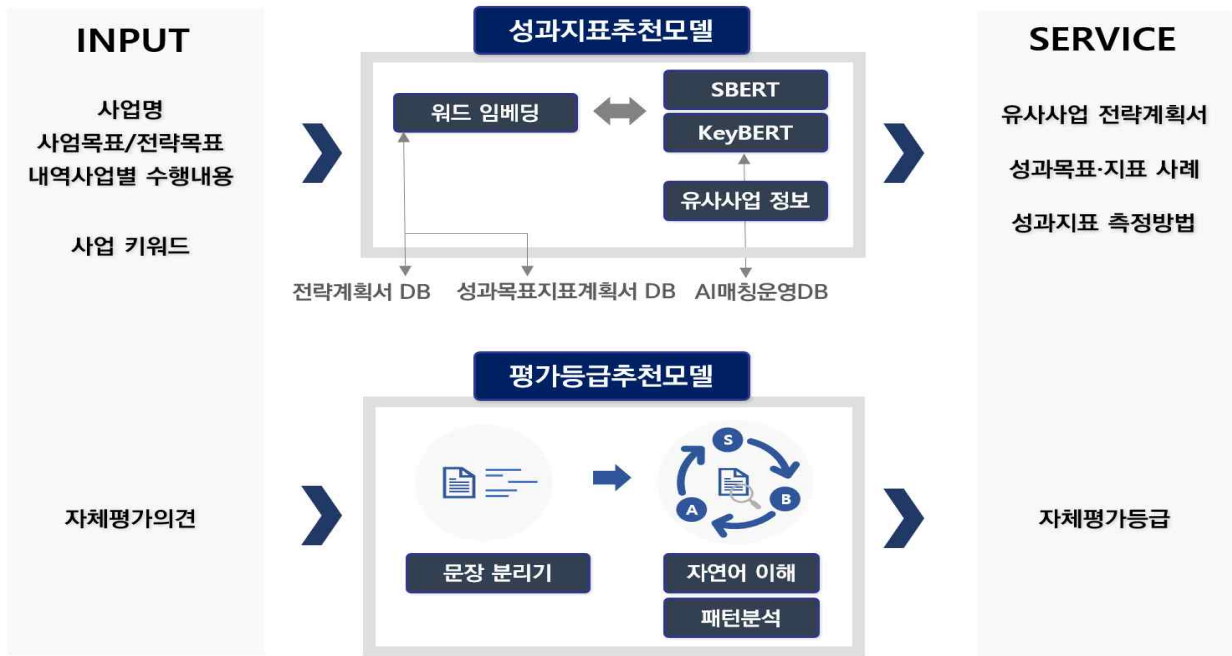 INPUT
사업명
사엄목표/전략목표
내역사업별 수행내용
사업 키워드
성과지표추천모델
워드 임베딩
SBERT
KeyBERT
유사사업 정보
전략계획서 DB
성과목표지표계획서 DB
AI매칭운영DB
SERVICE
유사사업 전략계획서
성과목표·지표 사례
성과지표 측정방법
자체평가의견
평가등급추천모델
문장 분리기
S
B
A
자연어 이해
패턴분석
자체평가등급